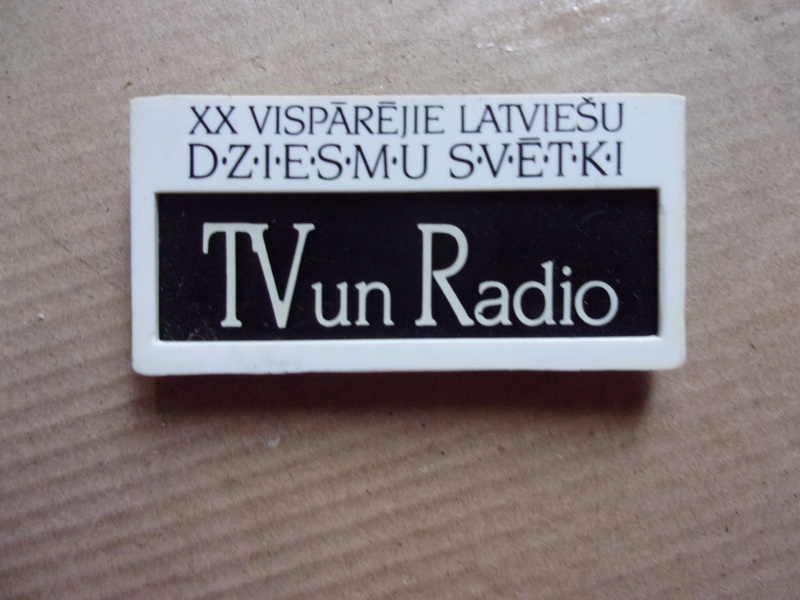 XX VISPĀRĒJIE LATVIEŠU
D·Z·I·E·S·M·U S·V·Ē·T·K·I
TV un Radio